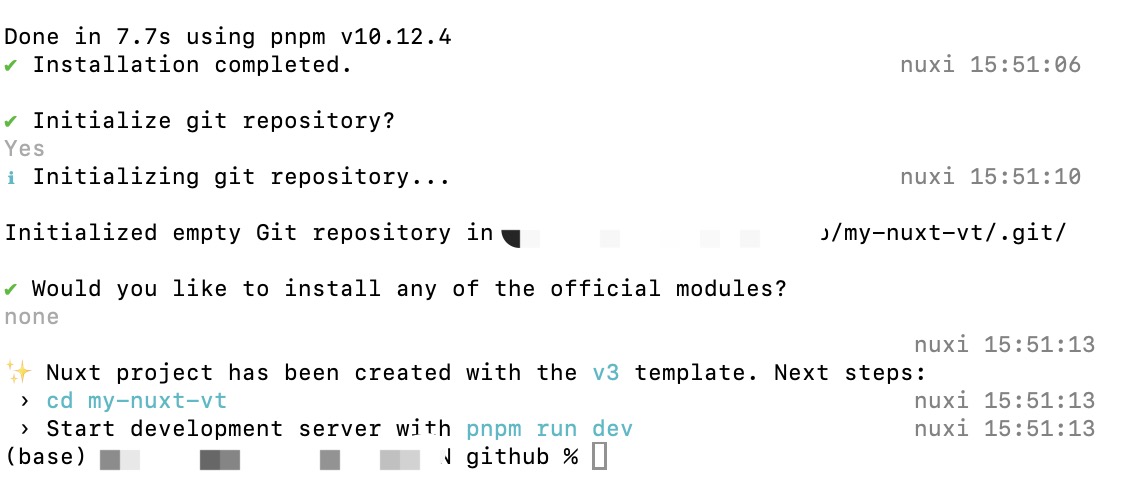 Done in 7.7s using pnpm v10.12.4
✔ Installation completed. nuxi 15:51:06
✔ Initialize git repository?
Yes
ℹ Initializing git repository... nuxi 15:51:10
Initialized empty Git repository in /my-nuxt-vt/.git/
✔ Would you like to install any of the official modules?
none
nuxi 15:51:13
✨ Nuxt project has been created with the v3 template. Next steps:
› cd my-nuxt-vt nuxi 15:51:13
› Start development server with pnpm run dev nuxi 15:51:13
(base) github %